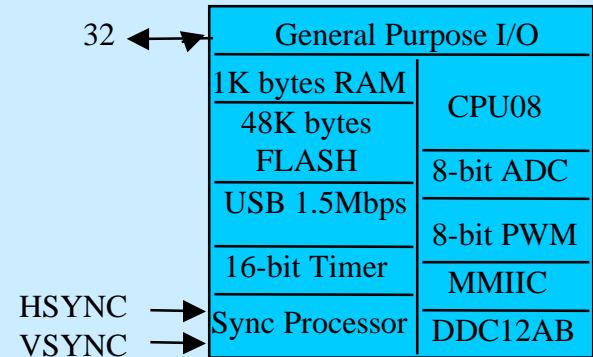 32
General Purpose I/O
1K bytes RAM
48K bytes
FLASH
USB 1.5Mbps
16-bit Timer
Sync Processor
CPU08
8-bit ADC
8-bit PWM
MMIIC
DDC12AB
HSYNC
VSYNC